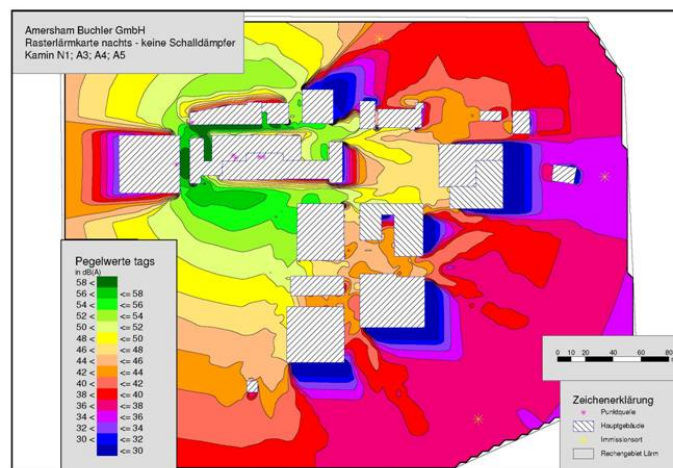 Amersham Buchler GmbH
Rasterlärmkarte nachts - keine Schalldämpfer
Kamin N1; A3; A4; A5
Pegelwerte tags
in dB(A)
58 <
56 < <= 58
54 < <= 56
52 < <= 54
50 < <= 52
48 < <= 50
46 < <= 48
44 < <= 46
42 < <= 44
40 < <= 42
38 < <= 40
36 < <= 38
34 < <= 36
32 < <= 34
30 < <= 32
<= 30
0 10 20 40 60 80
Zeichenerklärung
Punktquelle
Hauptgebäude
Immissionsort
Rechengebiet Lärm